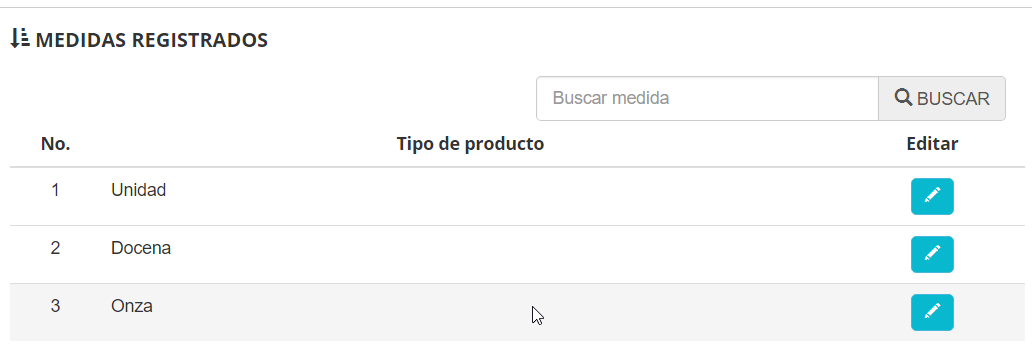 MEDIDAS REGISTRADOS
Buscar medida BUSCAR
No. Tipo de producto Editar
1 Unidad
2 Docena
3 Onza